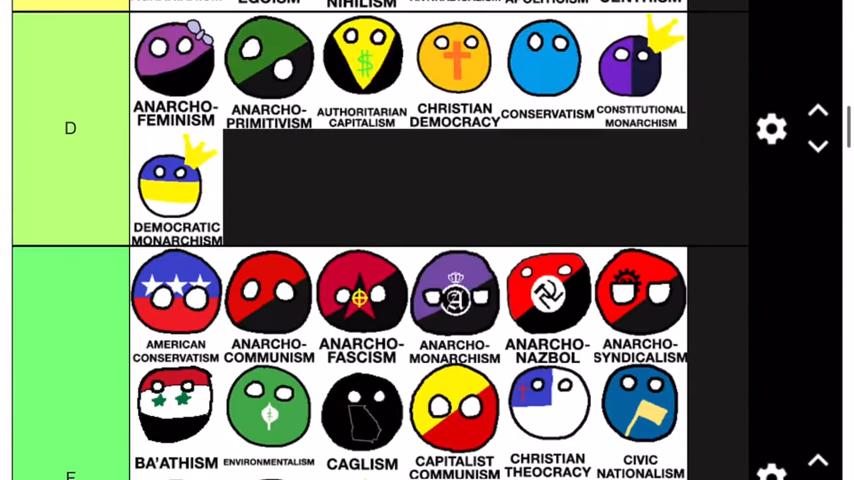 EGOISM
NIHILISM
D
ANARCHO-
FEMINISM
ANARCHO-
PRIMITIVISM
AUTHORITARIAN
CAPITALISM
CHRISTIAN
DEMOCRACY
CONSERVATISM
CONSTITUTIONAL
MONARCHISM
DEMOCRATIC
MONARCHISM
AMERICAN
CONSERVATISM
ANARCHO-
COMMUNISM
ANARCHO-
FASCISM
ANARCHO-
MONARCHISM
ANARCHO-
NAZBOL
ANARCHO-
SYNDICALISM
BA'ATHISM
ENVIRONMENTALISM
CAGLISM
CAPITALIST
COMMUNISM
CHRISTIAN
THEOCRACY
CIVIC
NATIONALISM